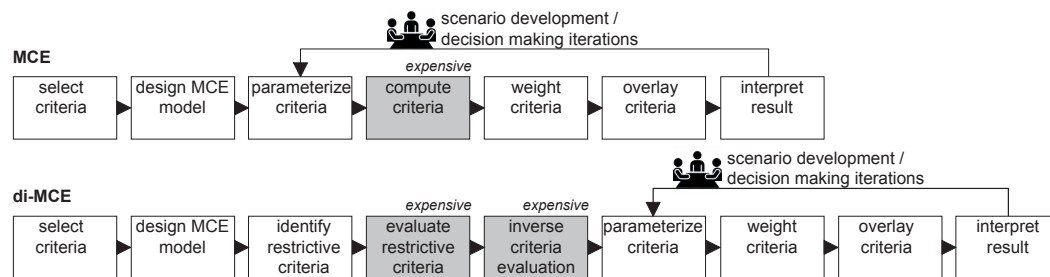 scenario development /
decision making iterations
MCE
expensive
select
criteria
design MCE
model
parameterize
criteria
compute
criteria
weight
criteria
overlay
criteria
interpret
result
scenario development /
decision making iterations
di-MCE
expensive
expensive
select
criteria
design MCE
model
identify
restrictive
criteria
evaluate
restrictive
criteria
inverse
criteria
evaluation
parameterize
criteria
weight
criteria
overlay
criteria
interpret
result